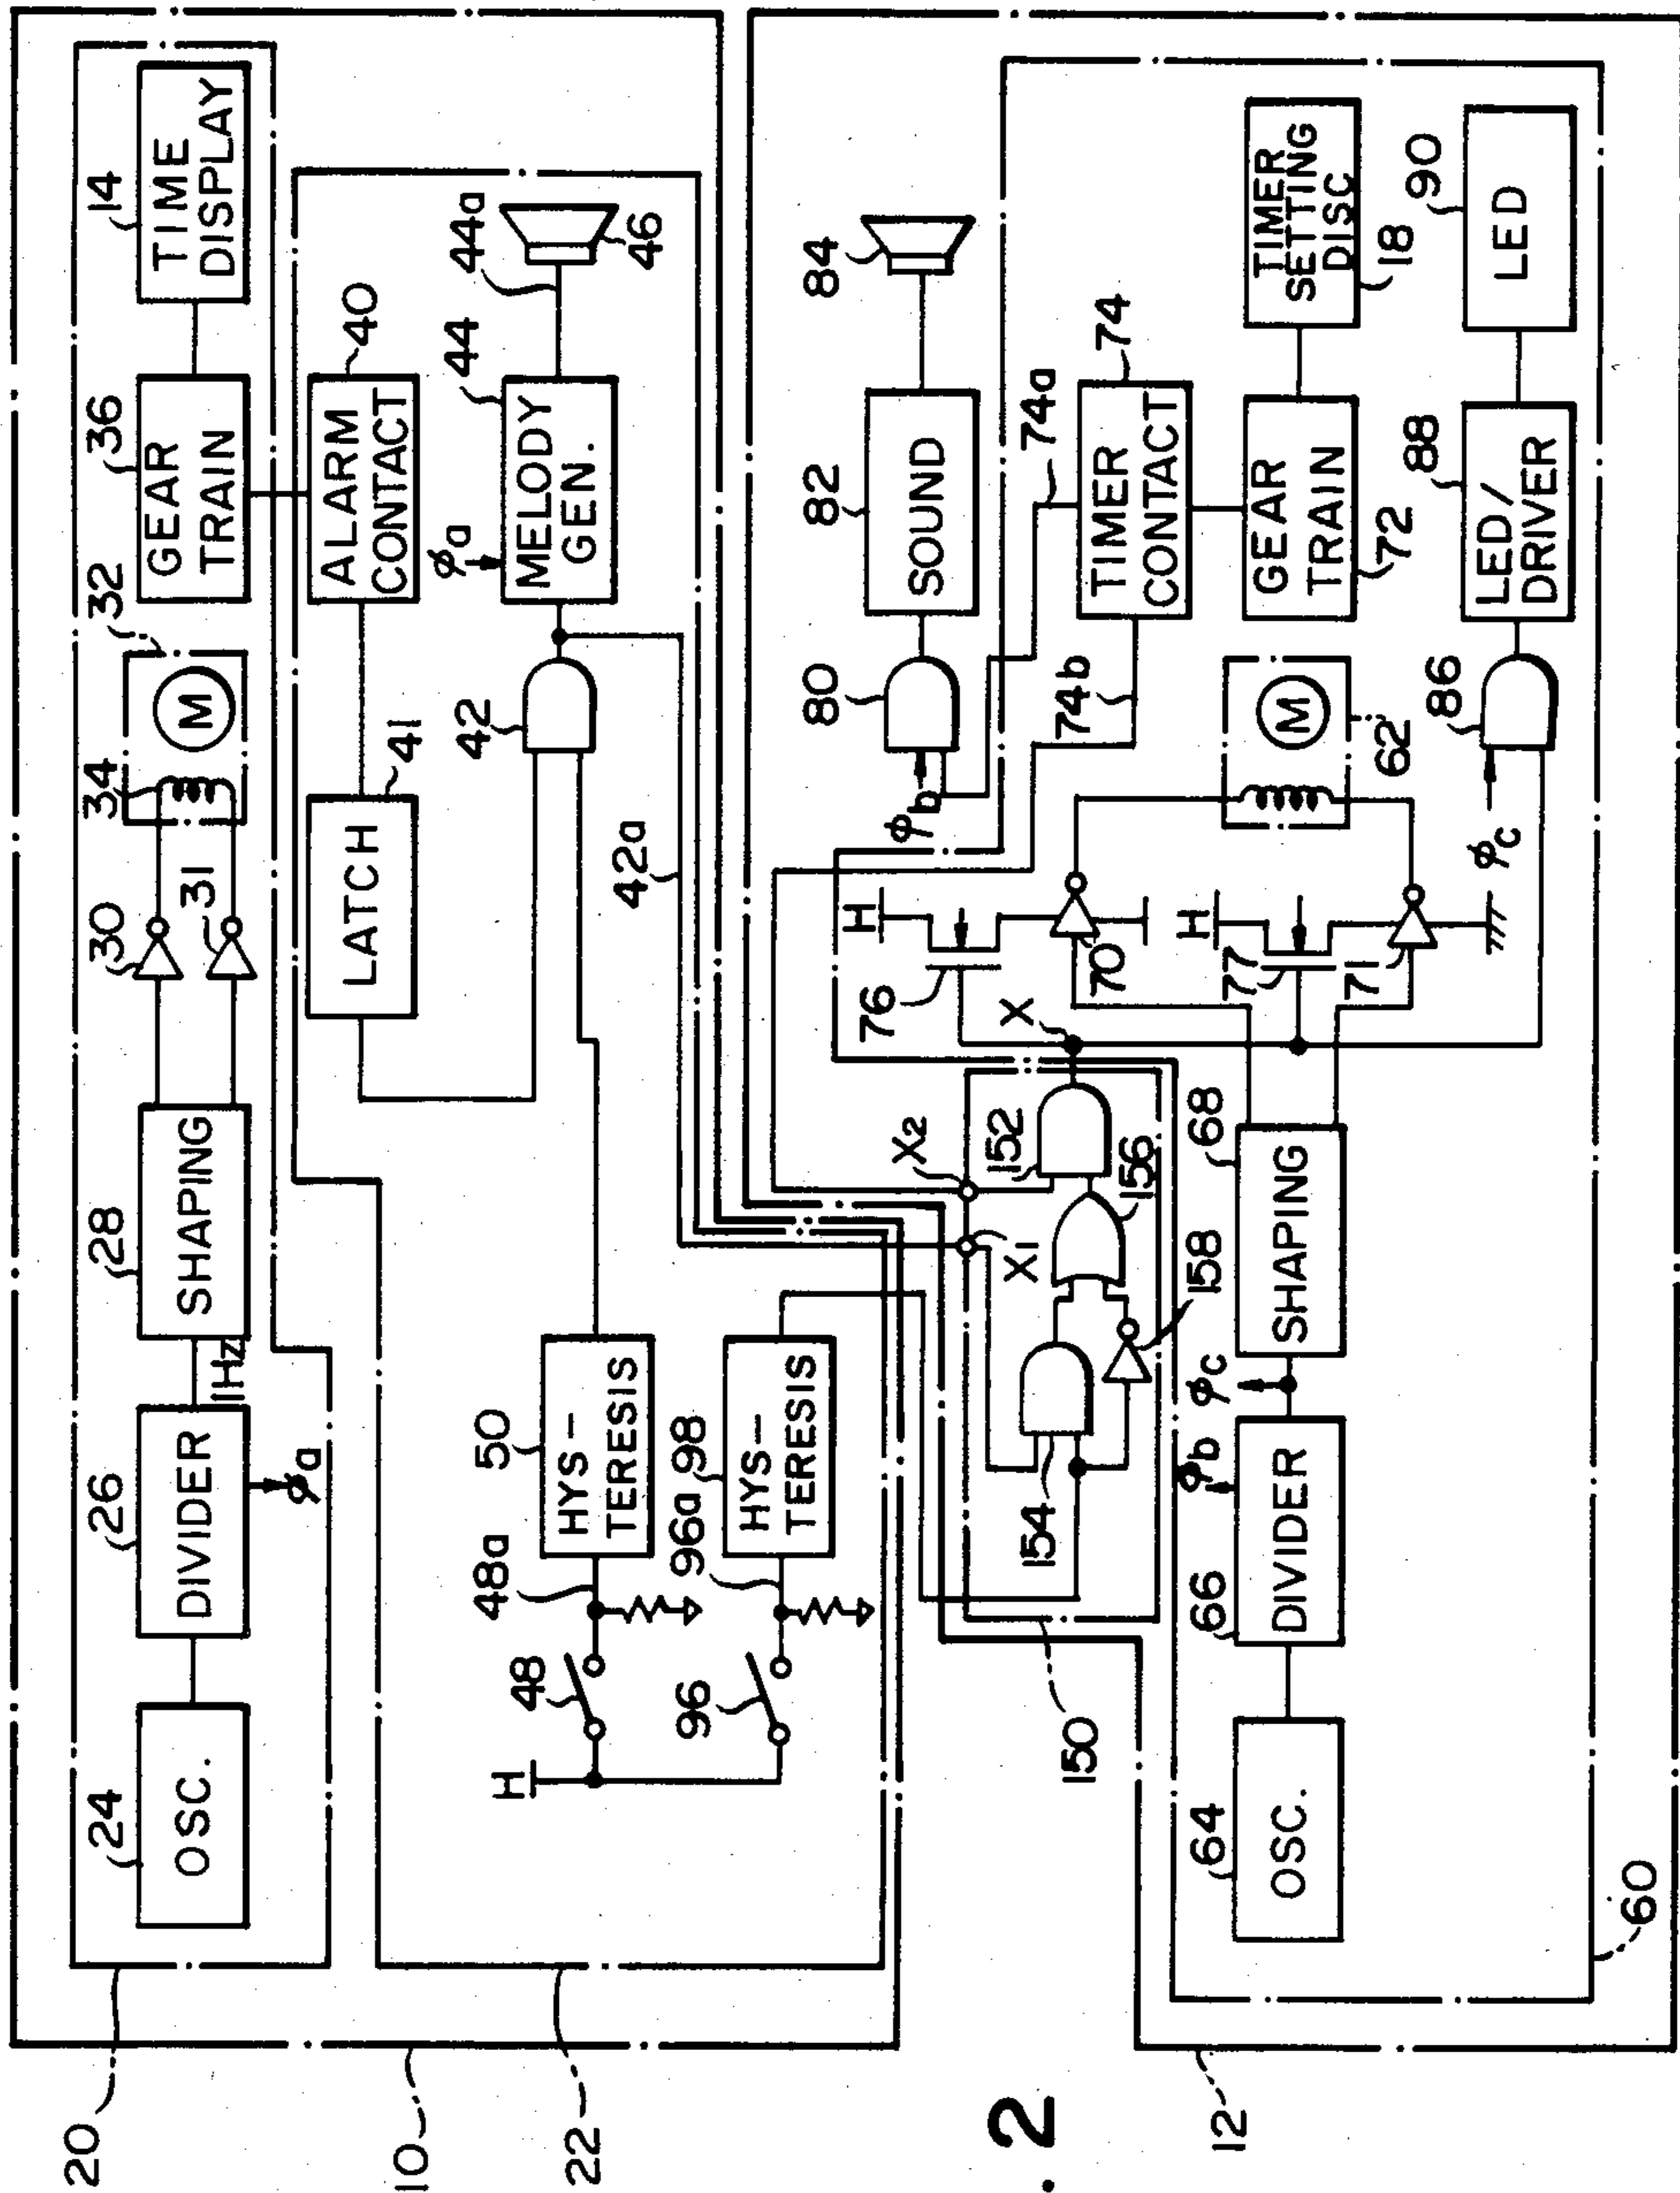 20
24
OSC.
26
DIVIDER
φa
1Hz
28
SHAPING
30
31
34
32
M
36
GEAR
TRAIN
14
TIME
DISPLAY
10
22
41
LATCH
40
ALARM
CONTACT
42
42a
φa
44
MELODY
GEN.
44a
46
H
48
48a
50
HYS-
TERESIS
96
96a
98
HYS-
TERESIS
. 2
12
150
154
158
156
152
X1
X2
X
80
φb
82
SOUND
84
74a
74b
74
TIMER
CONTACT
H
76
70
H
77
71
M
62
72
GEAR
TRAIN
TIMER
SETTING
DISC
18
64
OSC.
66
DIVIDER
φb
φc
68
SHAPING
φc
86
88
LED/
DRIVER
90
LED
60